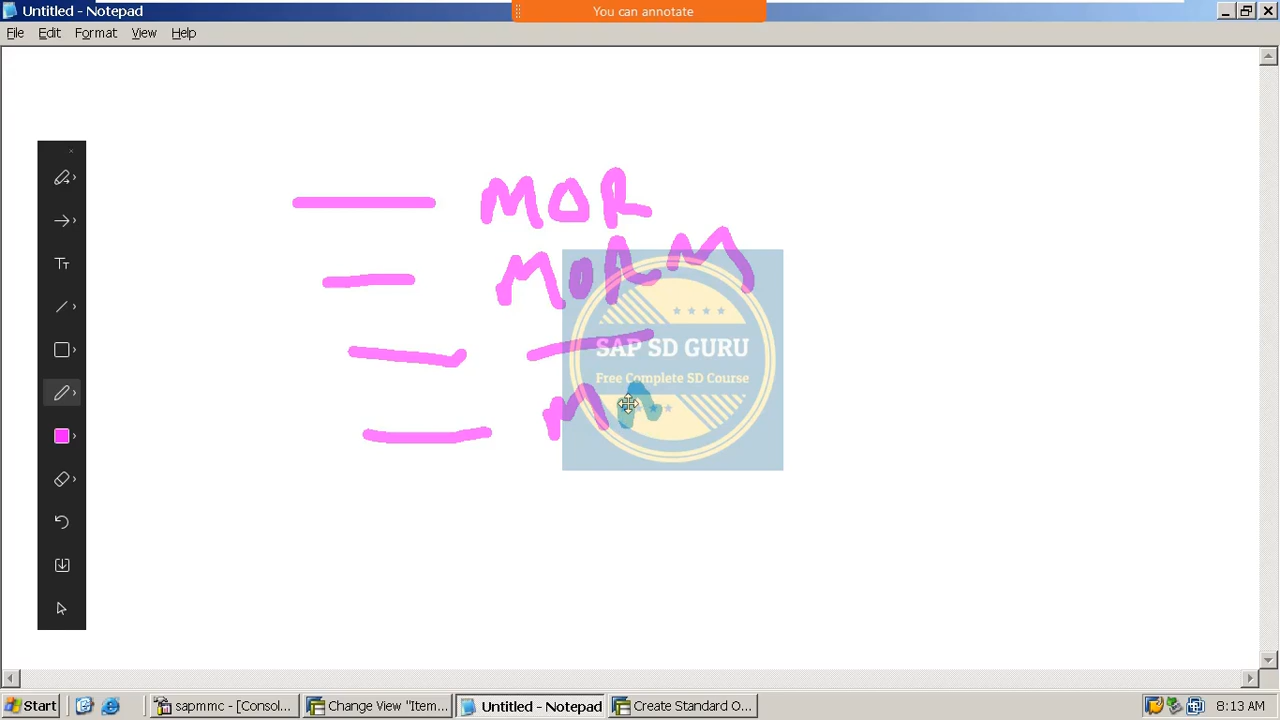 Untitled - Notepad
You can annotate
File Edit Format View Help
MOR
MORM
SAP SD GURU
Free Complete SD Course
Start
sapmmc - [Consol...
Change View "Item...
Untitled - Notepad
Create Standard O...
8:13 AM